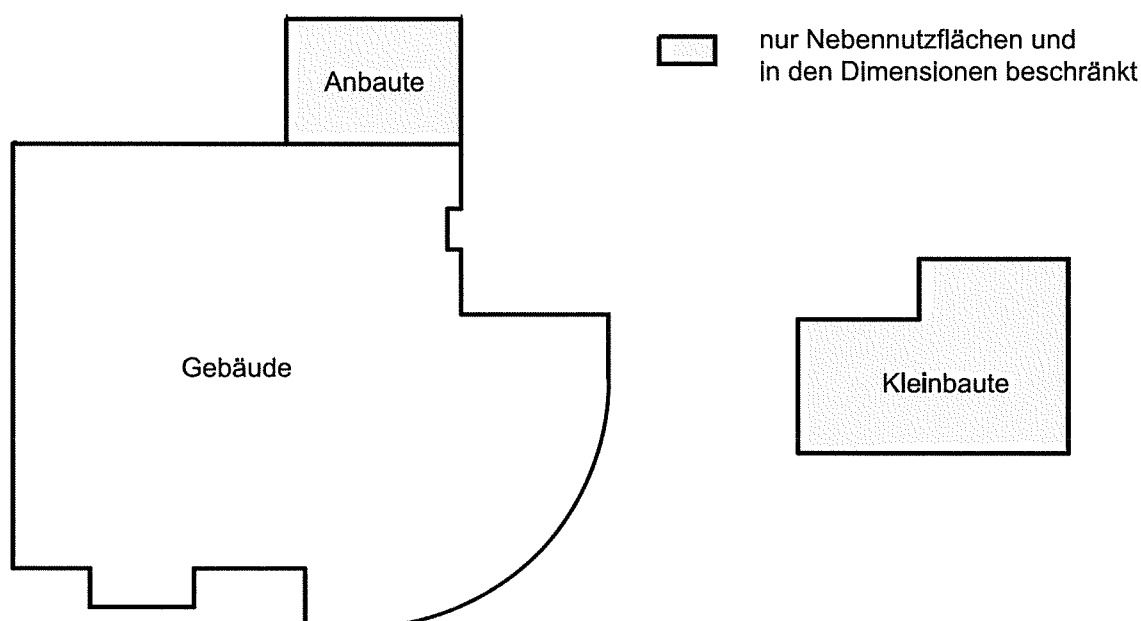 nur Nebennutzflächen und
in den Dimensionen beschränkt
Anbaute
Gebäude
Kleinbaute